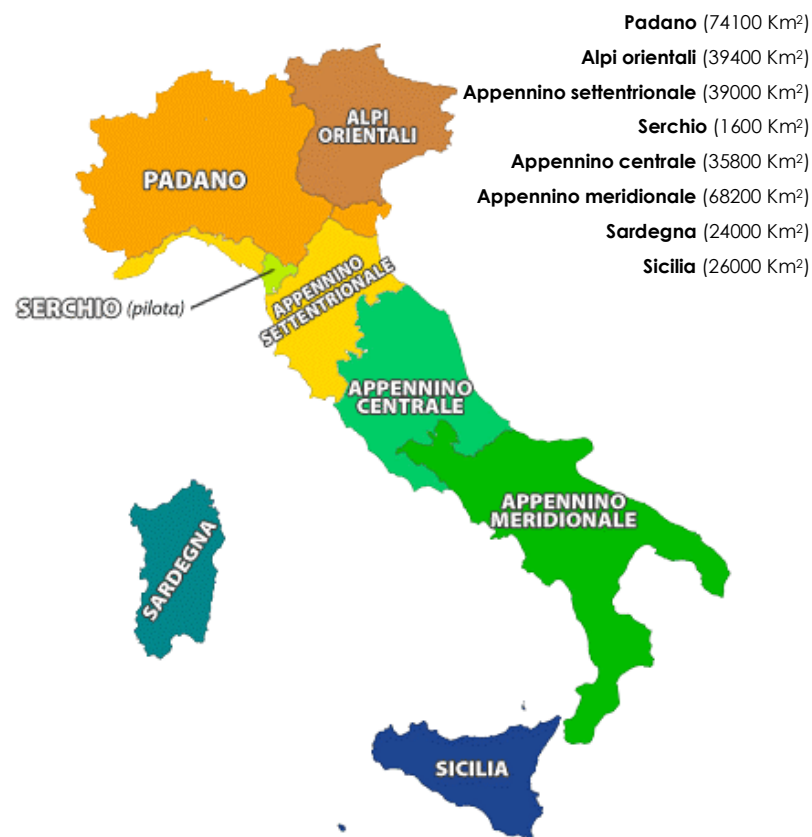 Padano (74100 Km²)
Alpi orientali (39400 Km²)
Appennino settentrionale (39000 Km²)
Serchio (1600 Km²)
Appennino centrale (35800 Km²)
Appennino meridionale (68200 Km²)
Sardegna (24000 Km²)
Sicilia (26000 Km²)
ALPI
ORIENTALI
PADANO
APPENNINO
SETTENTRIONALE
SERCHIO (pilota)
APPENNINO
CENTRALE
APPENNINO
MERIDIONALE
SARDEGNA
SICILIA